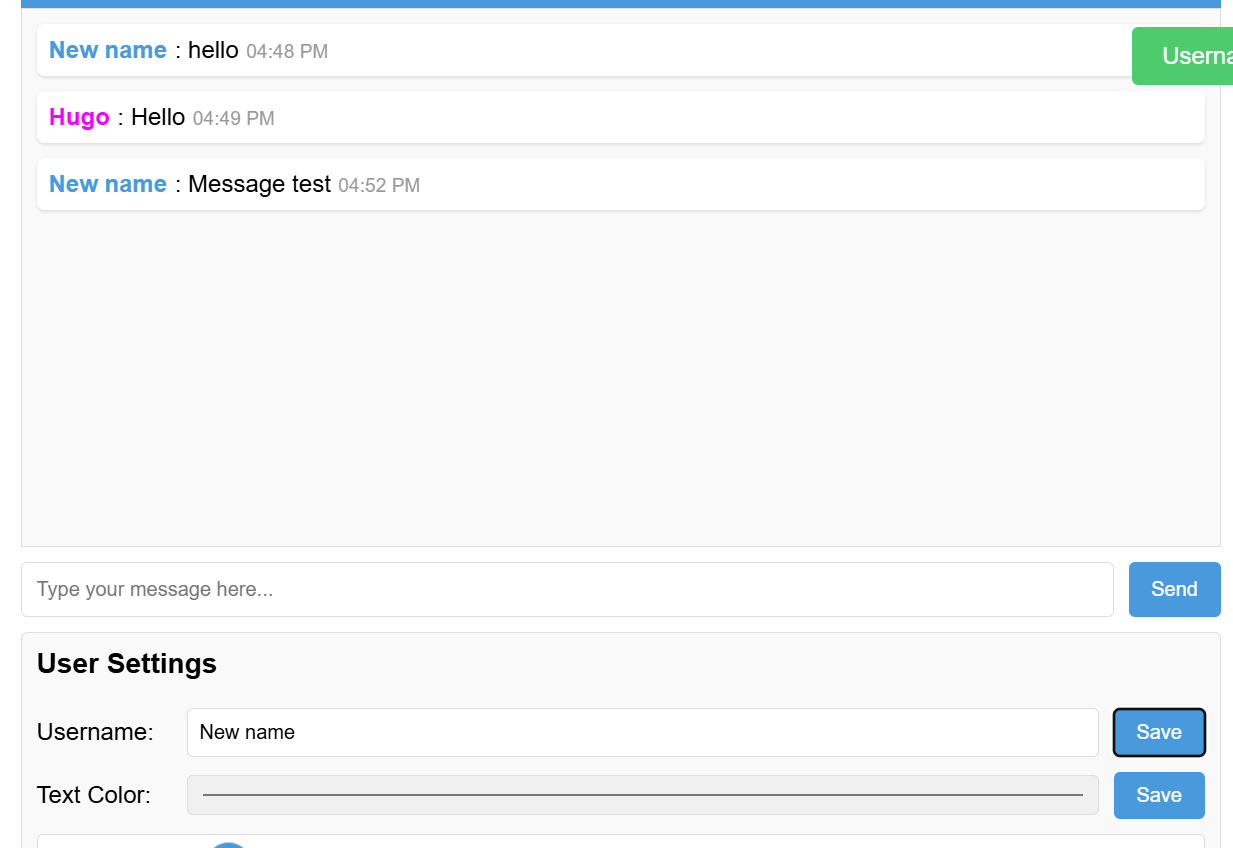 New name : hello 04:48 PM
Hugo : Hello 04:49 PM
New name : Message test 04:52 PM
Type your message here...
Send
User Settings
Username: New name Save
Text Color: Save